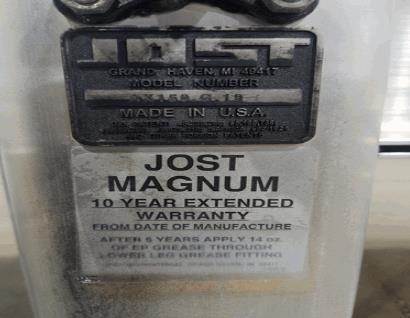 JOST
GRAND HAVEN, MI 49417
MODEL NUMBER
MADE IN U.S.A.
JOST
MAGNUM
10 YEAR EXTENDED
WARRANTY
FROM DATE OF MANUFACTURE
AFTER 5 YEARS APPLY 14 oz.
OF EP GREASE THROUGH
LOWER LEG GREASE FITTING